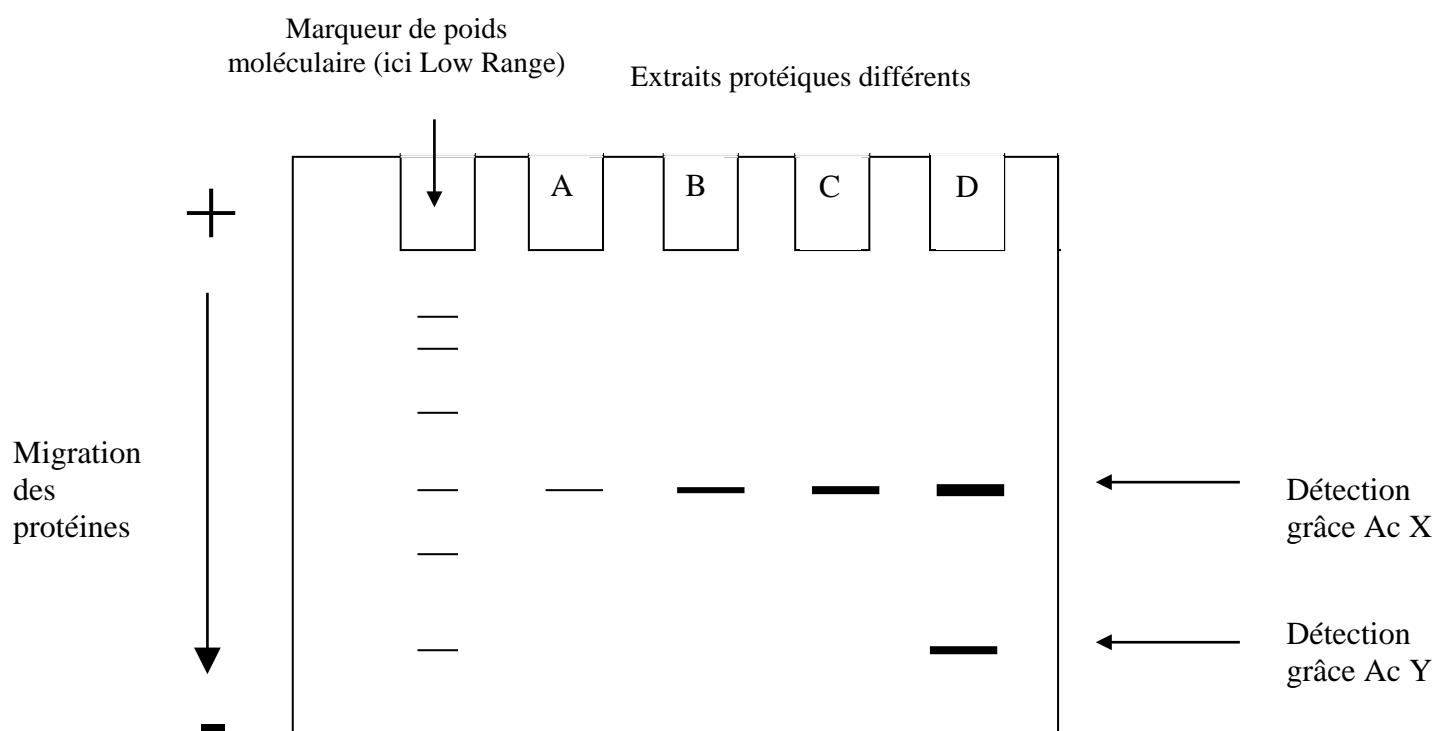 Marqueur de poids
moléculaire (ici Low Range)
Extraits protéiques différents
A
B
C
D
+
Migration
des
protéines
-
Détection
grâce Ac X
Détection
grâce Ac Y